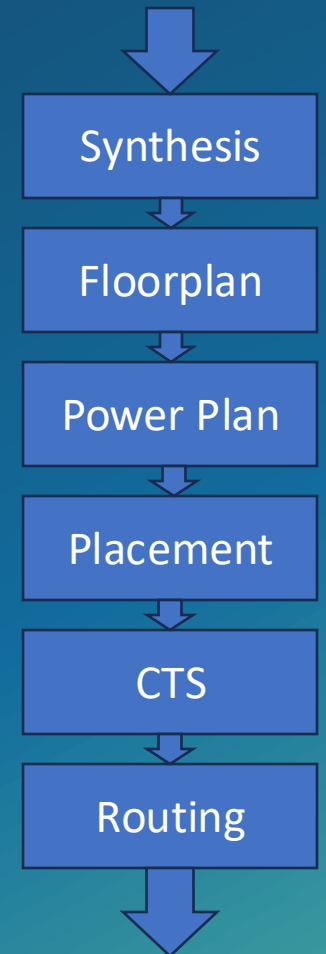 Synthesis
Floorplan
Power Plan
Placement
CTS
Routing